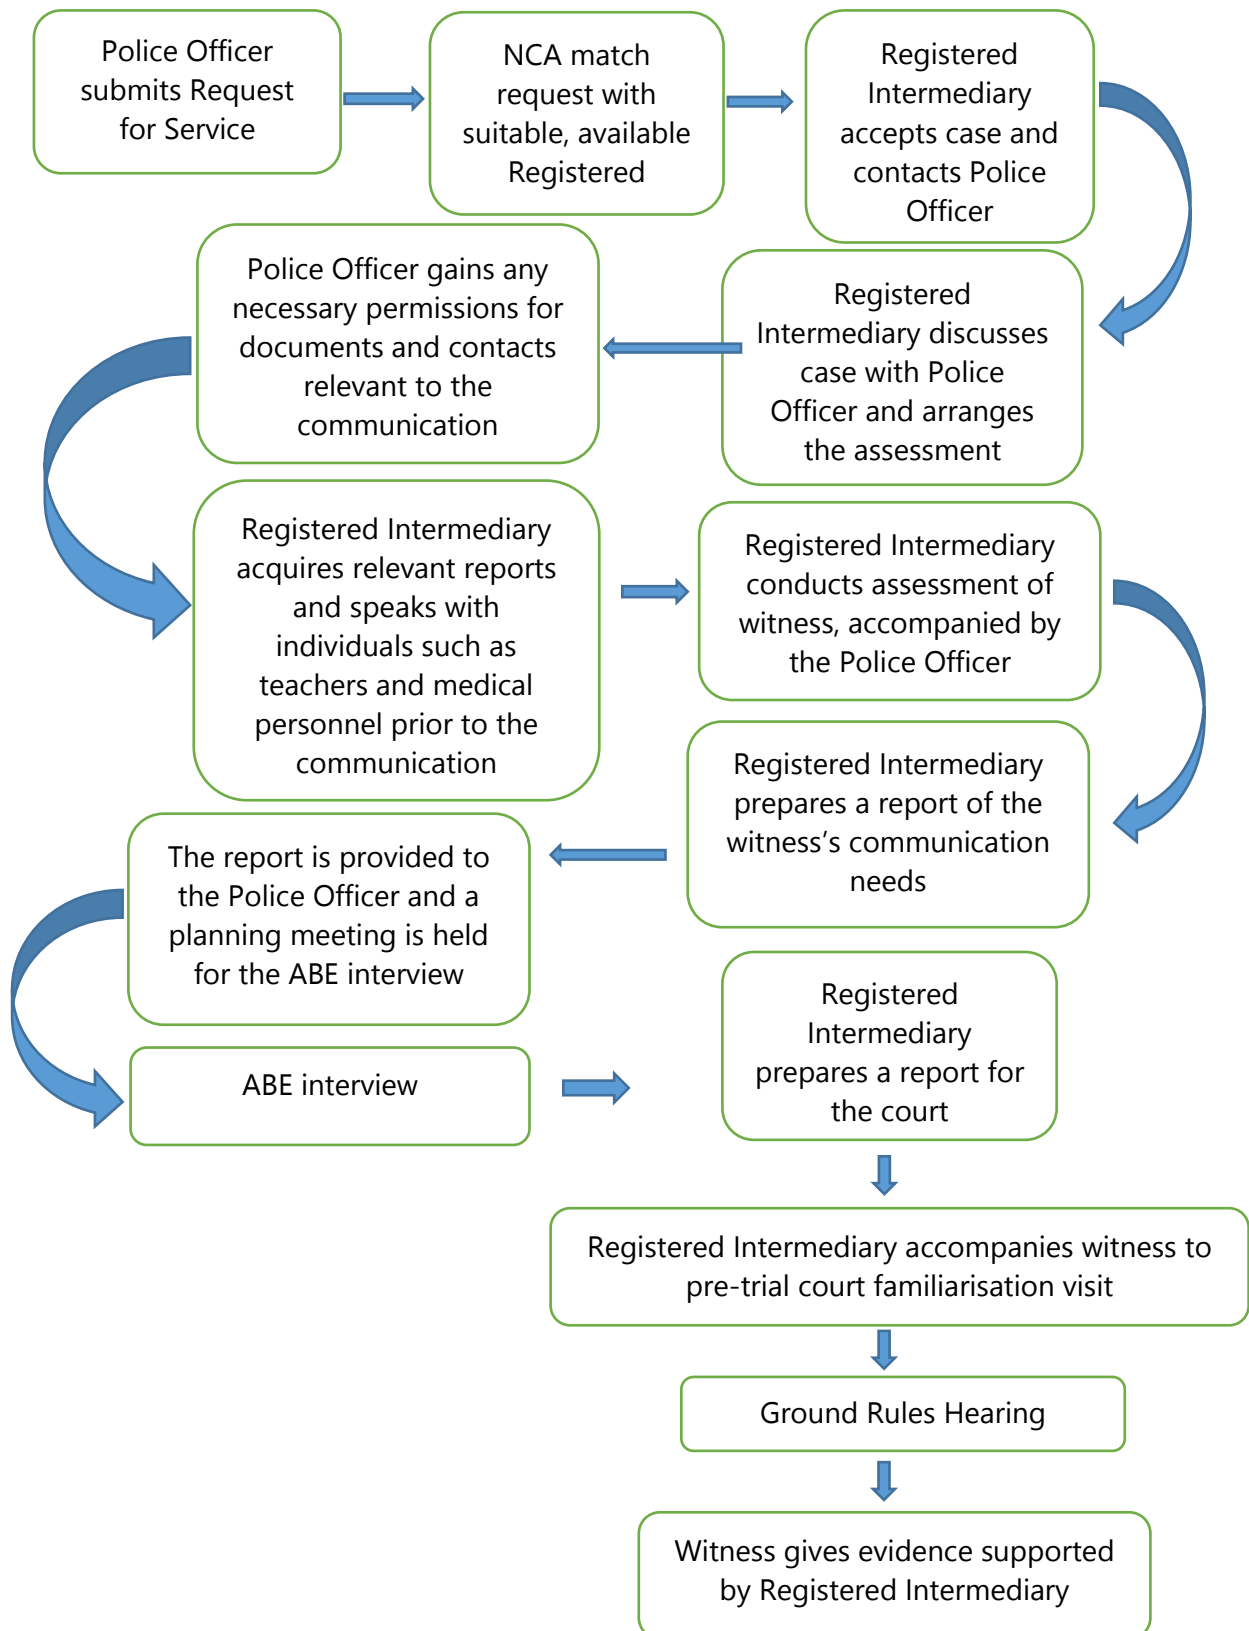 Police Officer
submits Request
for Service
NCA match
request with
suitable, available
Registered
Registered
Intermediary
accepts case and
contacts Police
Officer
Registered
Intermediary discusses
case with Police
Officer and arranges
the assessment
Police Officer gains any
necessary permissions for
documents and contacts
relevant to the
communication
Registered Intermediary
acquires relevant reports
and speaks with
individuals such as
teachers and medical
personnel prior to the
communication
Registered Intermediary
conducts assessment of
witness, accompanied by
the Police Officer
Registered Intermediary
prepares a report of the
witness’s communication
needs
The report is provided to
the Police Officer and a
planning meeting is held
for the ABE interview
ABE interview
Registered
Intermediary
prepares a report for
the court
Registered Intermediary accompanies witness to
pre-trial court familiarisation visit
Ground Rules Hearing
Witness gives evidence supported
by Registered Intermediary